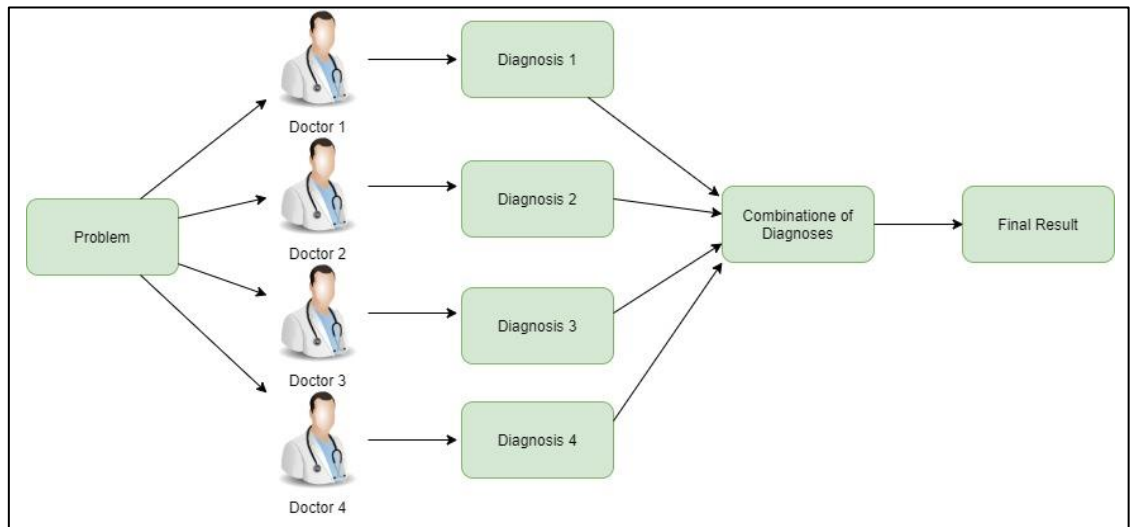 Doctor 1
Diagnosis 1
Doctor 2
Diagnosis 2
Problem
Combinatione of
Diagnoses
Final Result
Doctor 3
Diagnosis 3
Doctor 4
Diagnosis 4